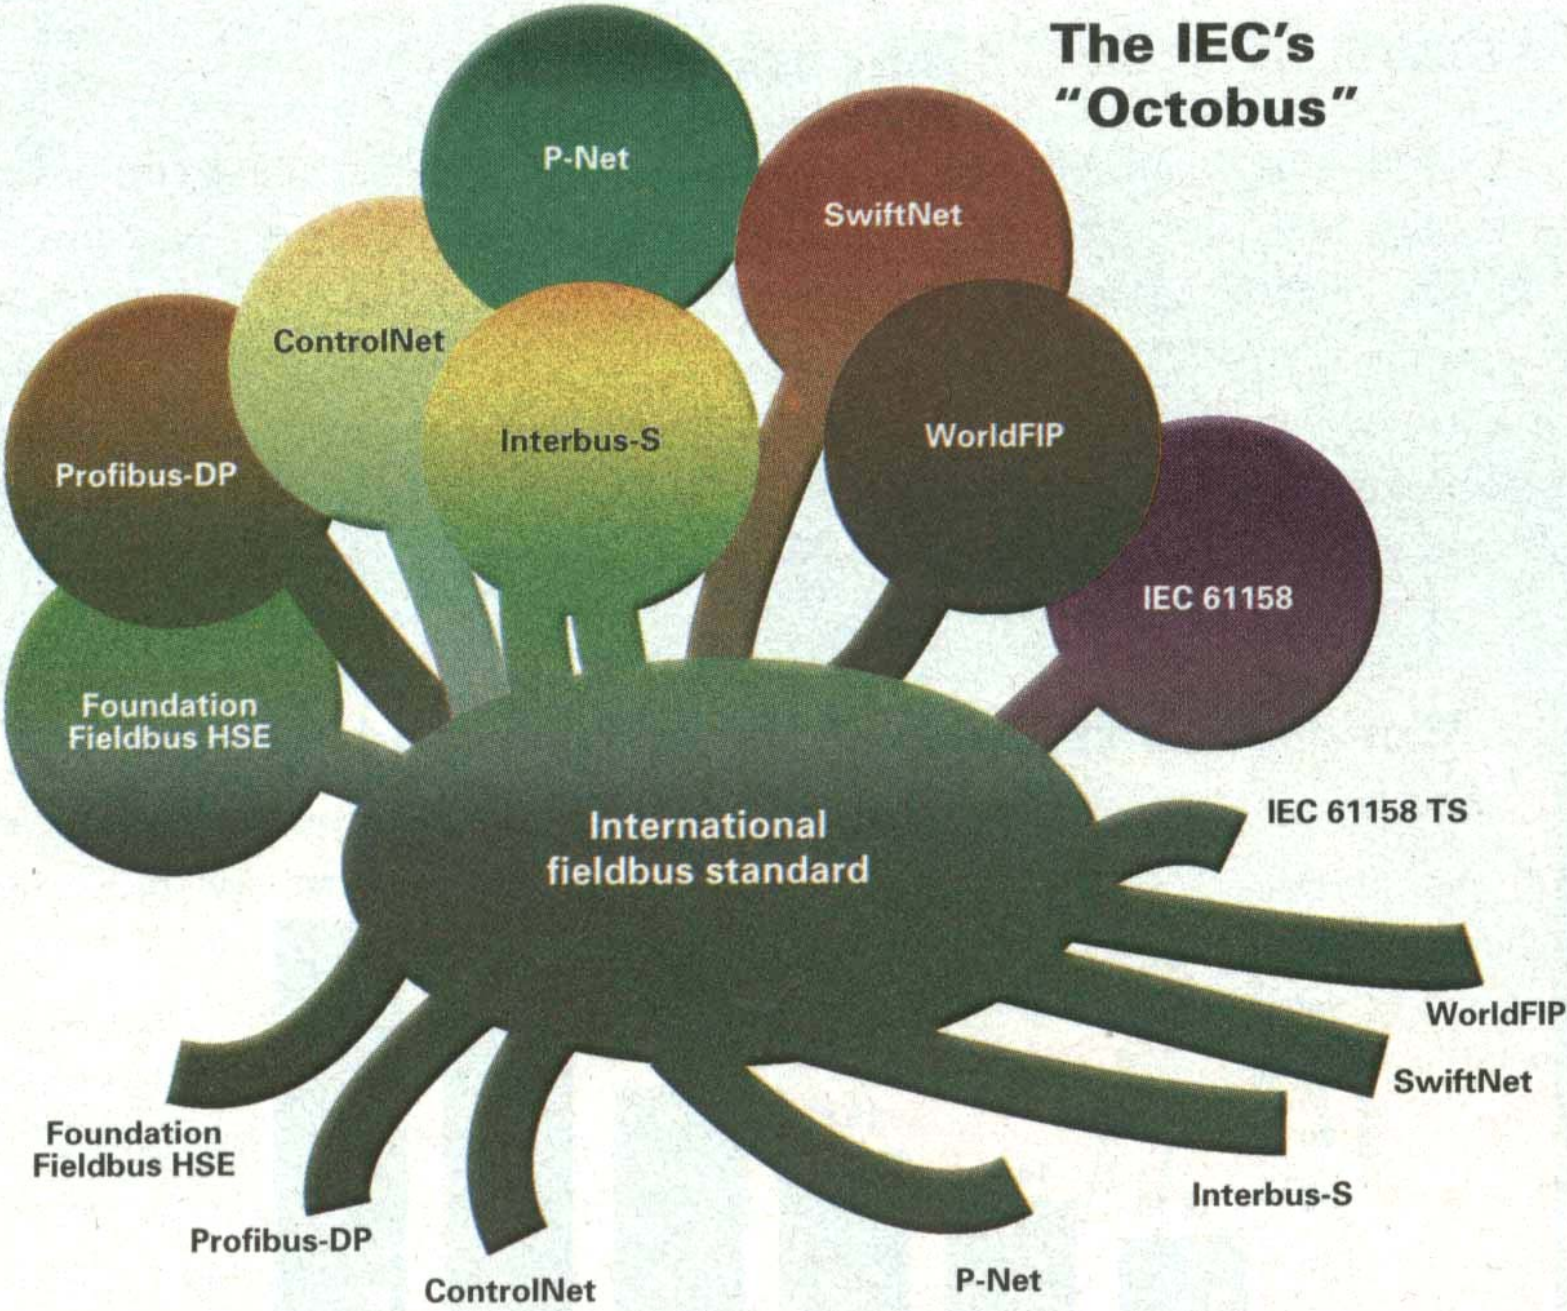 The IEC's
"Octobus"
P-Net
SwiftNet
ControlNet
Interbus-S
WorldFIP
Profibus-DP
IEC 61158
Foundation
Fieldbus HSE
International
fieldbus standard
IEC 61158 TS
WorldFIP
SwiftNet
Interbus-S
P-Net
Foundation
Fieldbus HSE
Profibus-DP
ControlNet